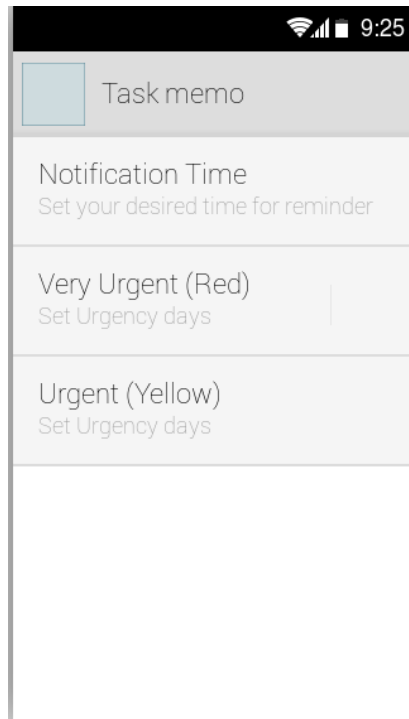 9:25
Task memo
Notification Time
Set your desired time for reminder
Very Urgent (Red)
Set Urgency days
Urgent (Yellow)
Set Urgency days